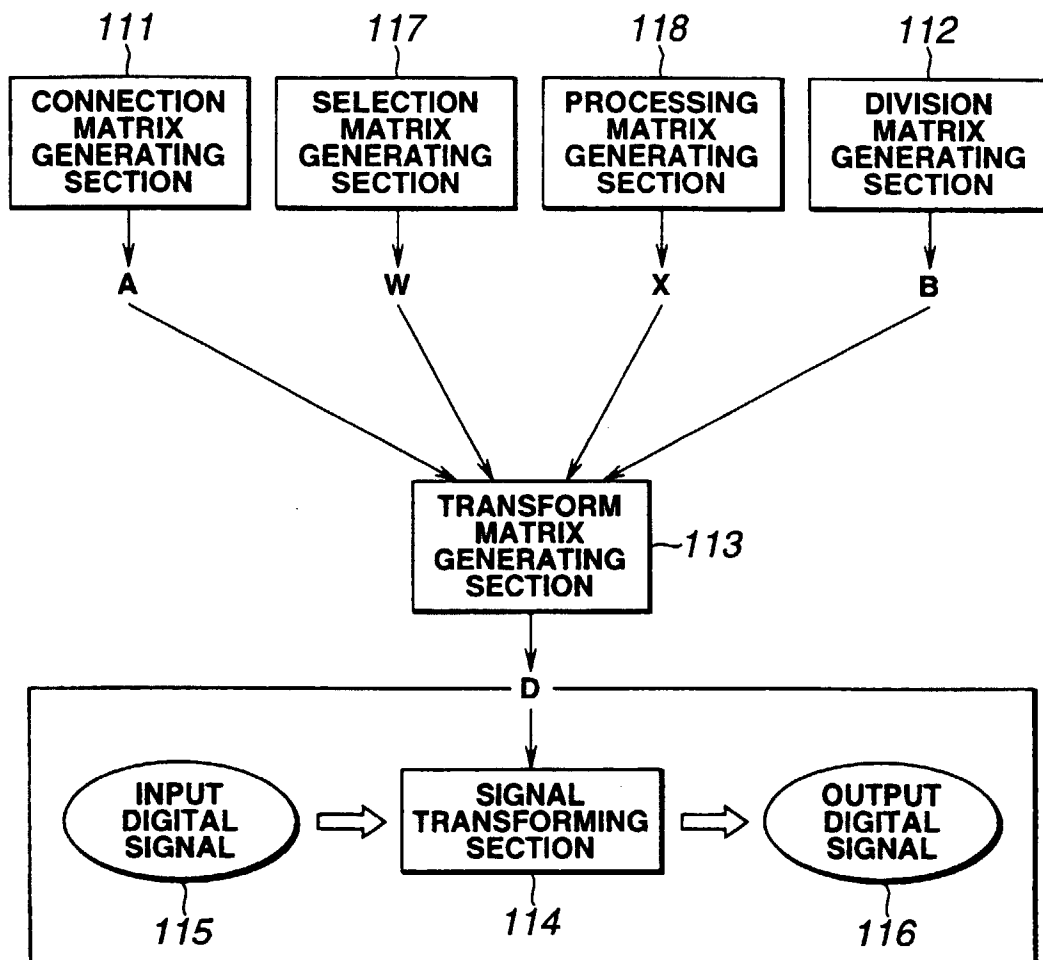 111
117
118
112
CONNECTION
MATRIX
GENERATING
SECTION
SELECTION
MATRIX
GENERATING
SECTION
PROCESSING
MATRIX
GENERATING
SECTION
DIVISION
MATRIX
GENERATING
SECTION
A
W
X
B
TRANSFORM
MATRIX
GENERATING
SECTION
113
D
INPUT
DIGITAL
SIGNAL
SIGNAL
TRANSFORMING
SECTION
OUTPUT
DIGITAL
SIGNAL
115
114
116